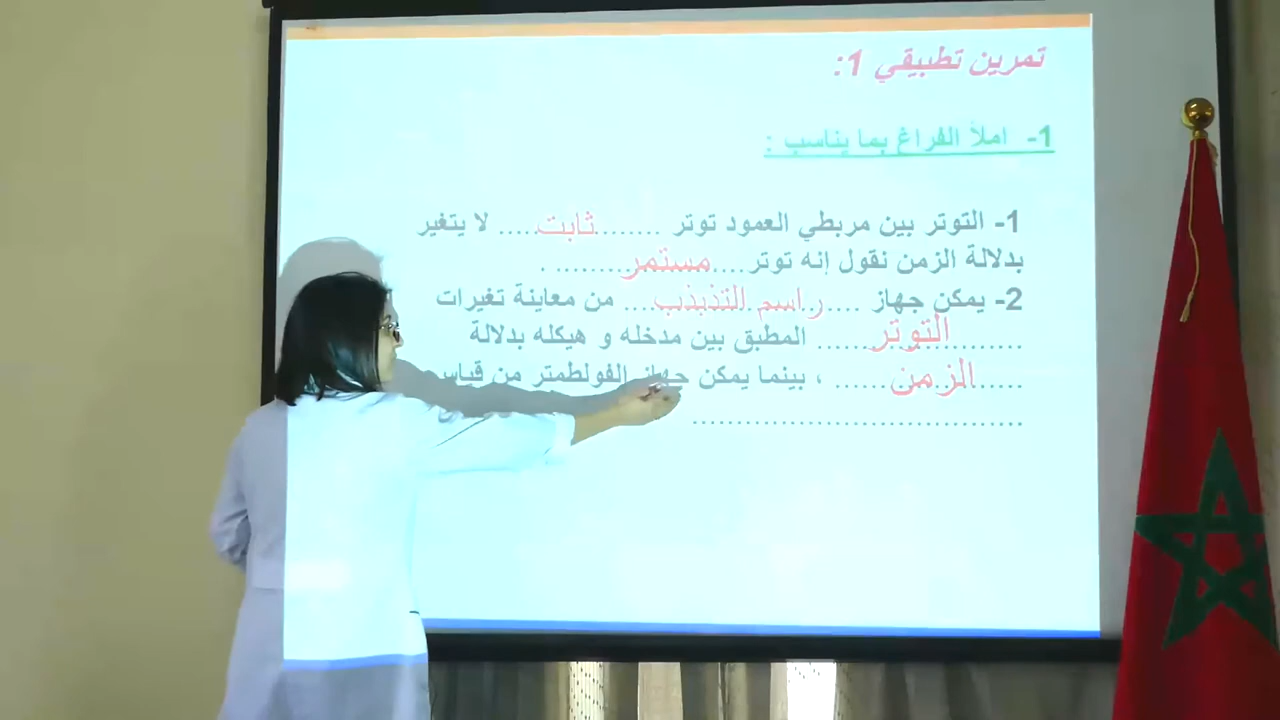 تمرين تطبيقي 1:
1- املأ الفراغ بما يناسب :
1- التوتر بين مربطي العمود توتر .........ثابت......... لا يتغير
بدلالة الزمن نقول إنه توتر....مستمر......... .
2- يمكن جهاز ....راسم التذبذب.... من معاينة تغيرات
........التوتر........ المطبق بين مدخله و هيكله بدلالة
......الزمن...... ، بينما يمكن جهاز الفولطمتر من قياس
...................................